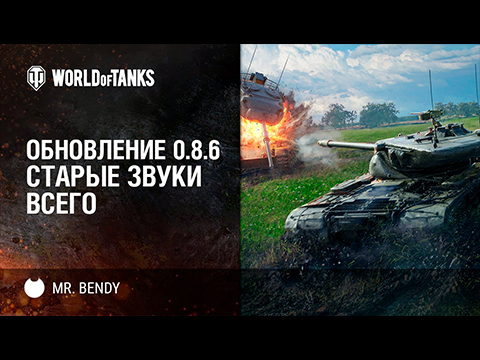 WORLD OF TANKS
ОБНОВЛЕНИЕ 0.8.6
СТАРЫЕ ЗВУКИ
ВСЕГО
MR. BENDY